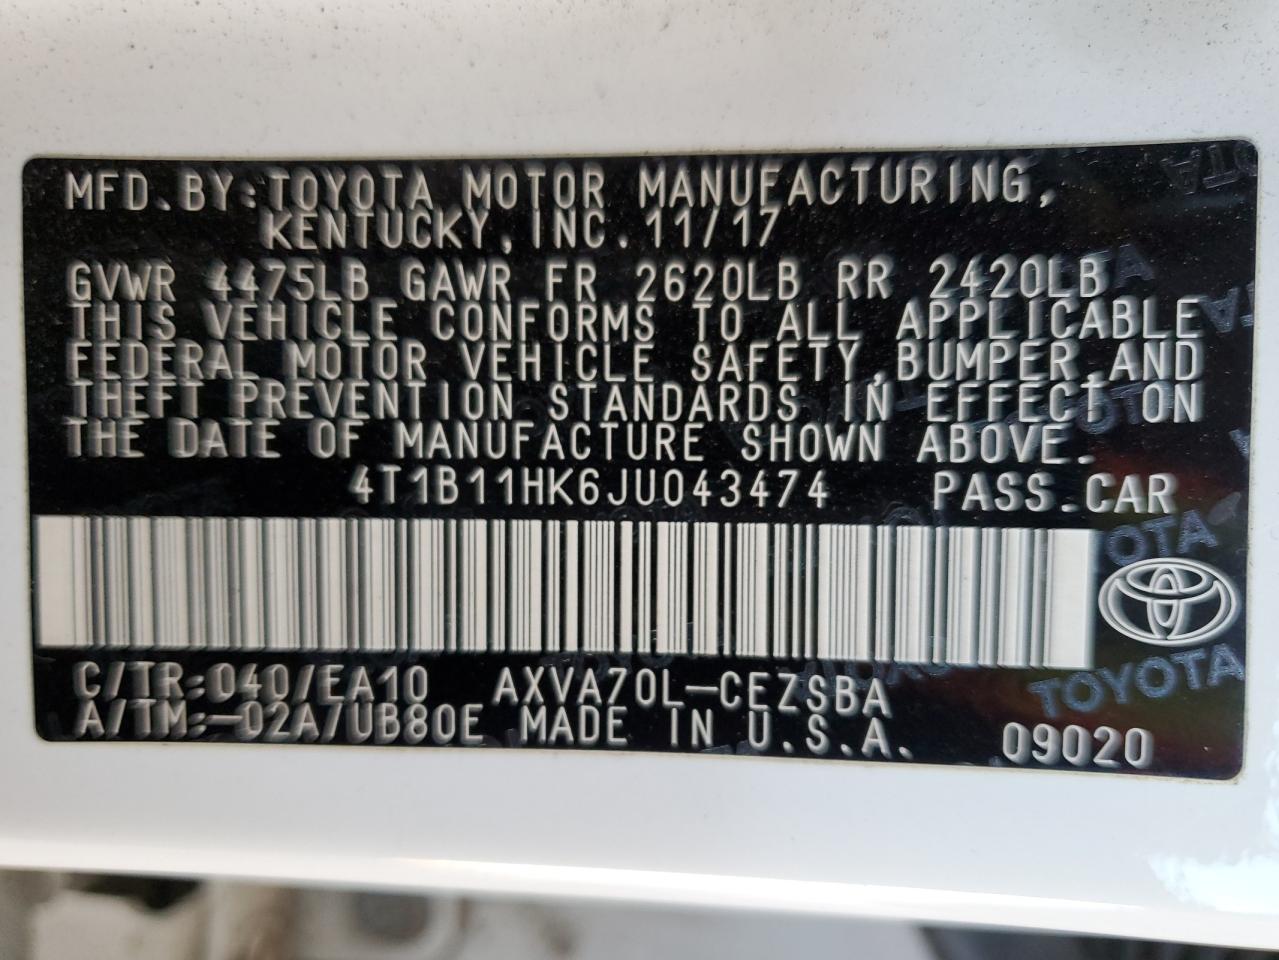 MFD.BY:TOYOTA MOTOR MANUFACTURING,
KENTUCKY,INC.11/17
GVWR 4475LB GAWR FR 2620LB RR 2420LB
THIS VEHICLE CONFORMS TO ALL APPLICABLE
FEDERAL MOTOR VEHICLE SAFETY,BUMPER,AND
THEFT PREVENTION STANDARDS IN EFFECT ON
THE DATE OF MANUFACTURE SHOWN ABOVE.
4T1B11HK6JU043474 PASS.CAR
OTA
TOYOTA
C/TR:040/EA10 AXVA70L-CEZSBA
A/TM:-02A/UB80E MADE IN U.S.A. 09020